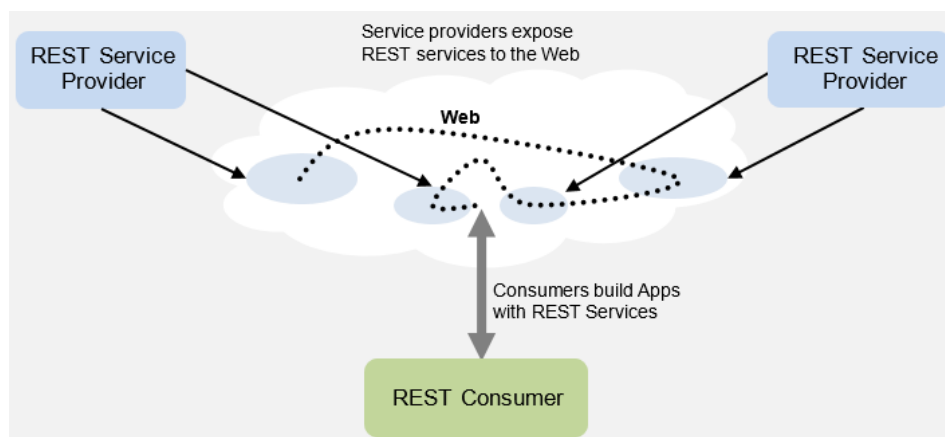 Service providers expose
REST services to the Web
REST Service
Provider
REST Service
Provider
Web
Consumers build Apps
with REST Services
REST Consumer